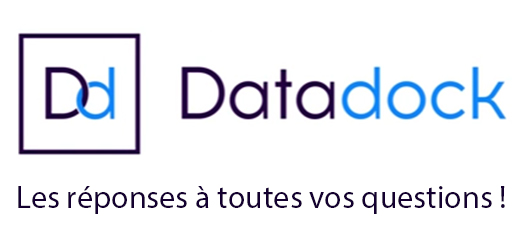 Dd Datadock
Les réponses à toutes vos questions !